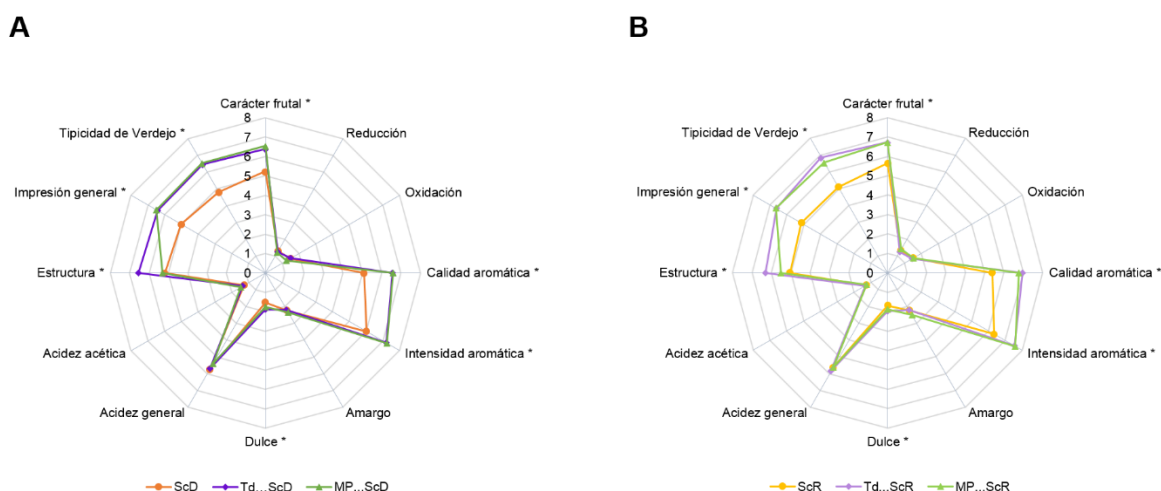 A
Carácter frutal *
Tipicidad de Verdejo *
Reducción
Impresión general *
Oxidación
Estructura *
Calidad aromática *
Acidez acética
Intensidad aromática *
Acidez general
Amargo
Dulce *
8
7
6
5
4
3
2
1
0
ScD Td...ScD MP...ScD
B
Carácter frutal *
Tipicidad de Verdejo *
Reducción
Impresión general *
Oxidación
Estructura *
Calidad aromática *
Acidez acética
Intensidad aromática *
Acidez general
Amargo
Dulce *
8
7
6
5
4
3
2
1
0
ScR Td...ScR MP...ScR